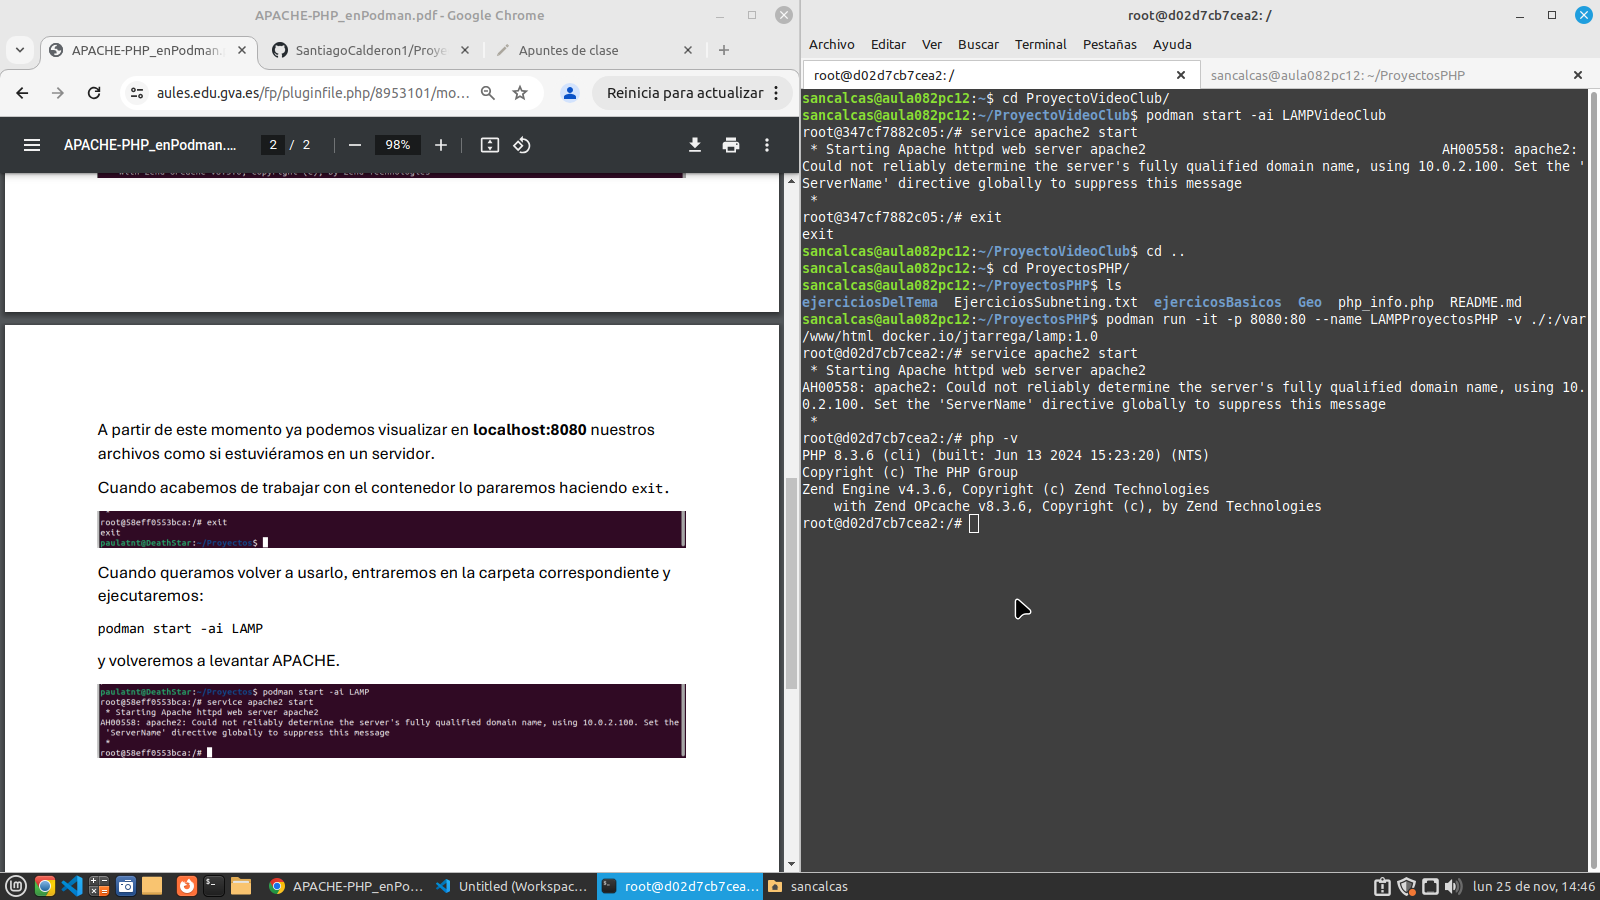 APACHE-PHP_enPodman.pdf - Google Chrome
APACHE-PHP_enPodman.
SantiagoCalderon1/Proye
Apuntes de clase
aules.edu.gva.es/fp/pluginfile.php/8953101/mo...
Reinicia para actualizar
APACHE-PHP_enPodman....
2 / 2
98%
A partir de este momento ya podemos visualizar en localhost:8080 nuestros
archivos como si estuviéramos en un servidor.
Cuando acabemos de trabajar con el contenedor lo pararemos haciendo exit.
root@58eff0553bca:/# exit
exit
paulatnt@DeathStar:~/Proyectos$
Cuando queramos volver a usarlo, entraremos en la carpeta correspondiente y
ejecutaremos:
podman start -ai LAMP
y volveremos a levantar APACHE.
paulatnt@DeathStar:~/Proyectos$ podman start -ai LAMP
root@58eff0553bca:/# service apache2 start
* Starting Apache httpd web server apache2
AH00558: apache2: Could not reliably determine the server's fully qualified domain name, using 10.0.2.100. Set the
'ServerName' directive globally to suppress this message
*
root@58eff0553bca:/#
root@d02d7cb7cea2: /
Archivo Editar Ver Buscar Terminal Pestañas Ayuda
root@d02d7cb7cea2: /
sancalcas@aula082pc12: ~/ProyectosPHP
sancalcas@aula082pc12:~$ cd ProyectoVideoClub/
sancalcas@aula082pc12:~/ProyectoVideoClub$ podman start -ai LAMPVideoClub
root@347cf7882c05:/# service apache2 start
* Starting Apache httpd web server apache2 AH00558: apache2:
Could not reliably determine the server's fully qualified domain name, using 10.0.2.100. Set the '
ServerName' directive globally to suppress this message
*
root@347cf7882c05:/# exit
exit
sancalcas@aula082pc12:~/ProyectoVideoClub$ cd ..
sancalcas@aula082pc12:~$ cd ProyectosPHP/
sancalcas@aula082pc12:~/ProyectosPHP$ ls
ejerciciosDelTema EjerciciosSubneting.txt ejercicosBasicos Geo php_info.php README.md
sancalcas@aula082pc12:~/ProyectosPHP$ podman run -it -p 8080:80 --name LAMPProyectosPHP -v ./:/var
/www/html docker.io/jtarrega/lamp:1.0
root@d02d7cb7cea2:/# service apache2 start
* Starting Apache httpd web server apache2
AH00558: apache2: Could not reliably determine the server's fully qualified domain name, using 10.
0.2.100. Set the 'ServerName' directive globally to suppress this message
*
root@d02d7cb7cea2:/# php -v
PHP 8.3.6 (cli) (built: Jun 13 2024 15:23:20) (NTS)
Copyright (c) The PHP Group
Zend Engine v4.3.6, Copyright (c) Zend Technologies
with Zend OPcache v8.3.6, Copyright (c), by Zend Technologies
root@d02d7cb7cea2:/#
APACHE-PHP_enPo...
Untitled (Workspac...
root@d02d7cb7cea...
sancalcas
lun 25 de nov, 14:46